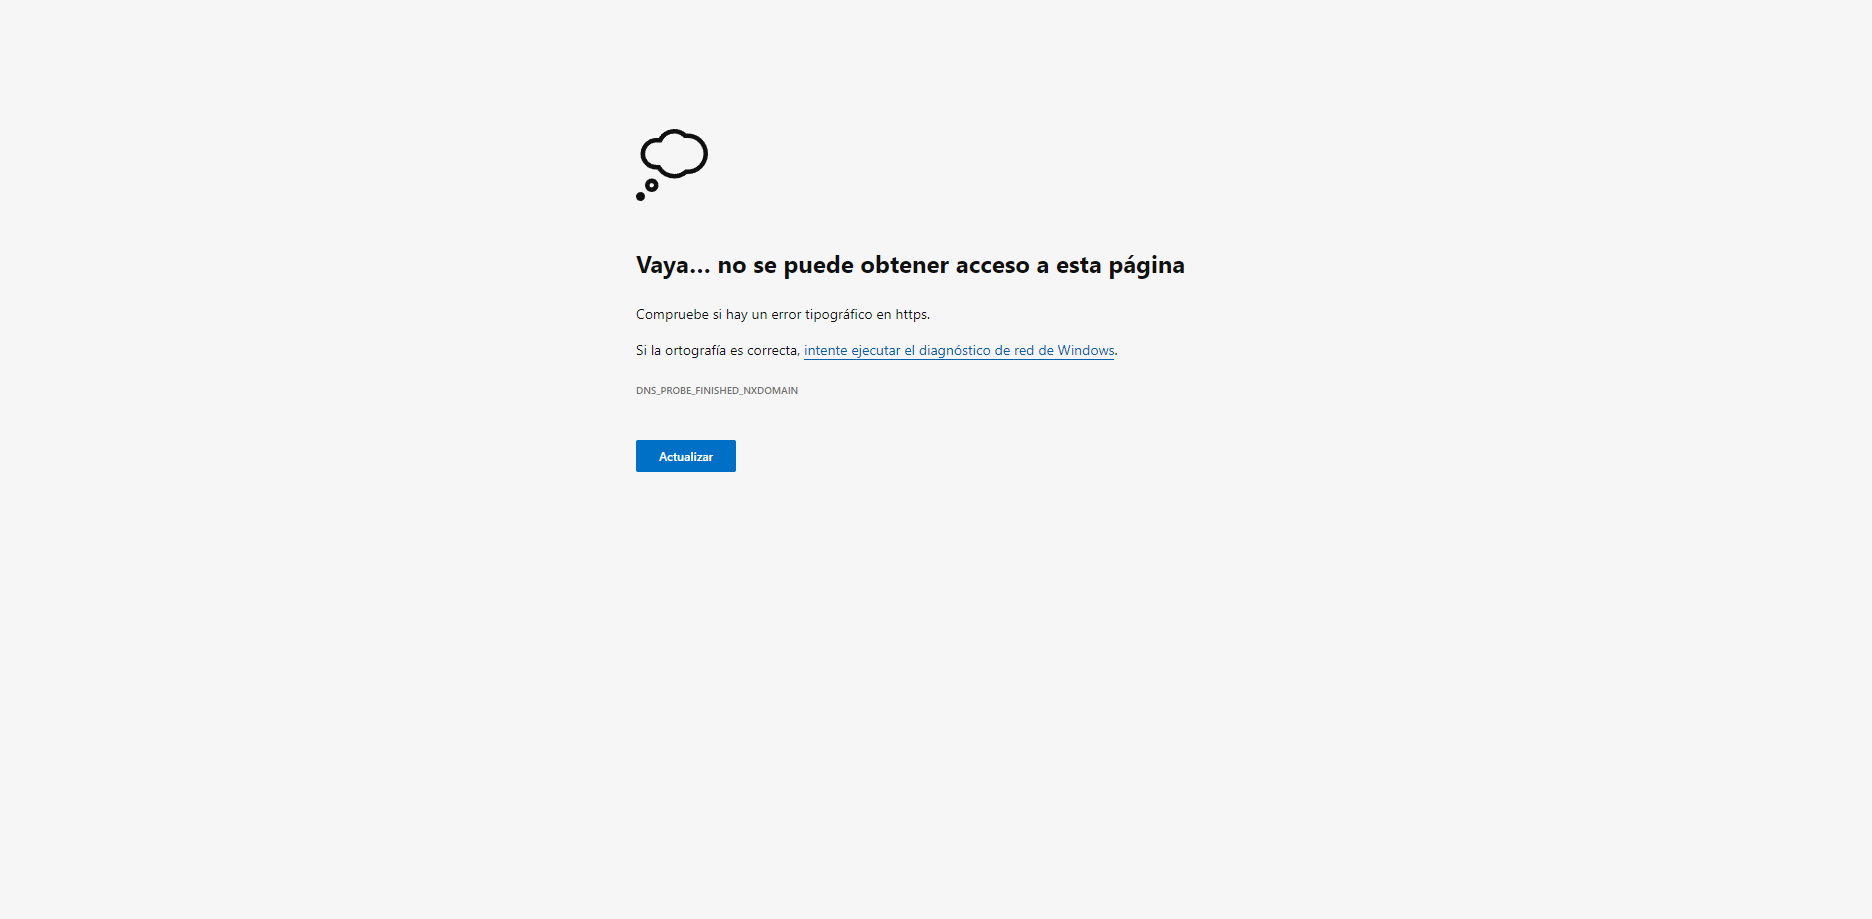 Vaya… no se puede obtener acceso a esta página
Compruebe si hay un error tipográfico en https.
Si la ortografía es correcta, intente ejecutar el diagnóstico de red de Windows.
DNS_PROBE_FINISHED_NXDOMAIN
Actualizar